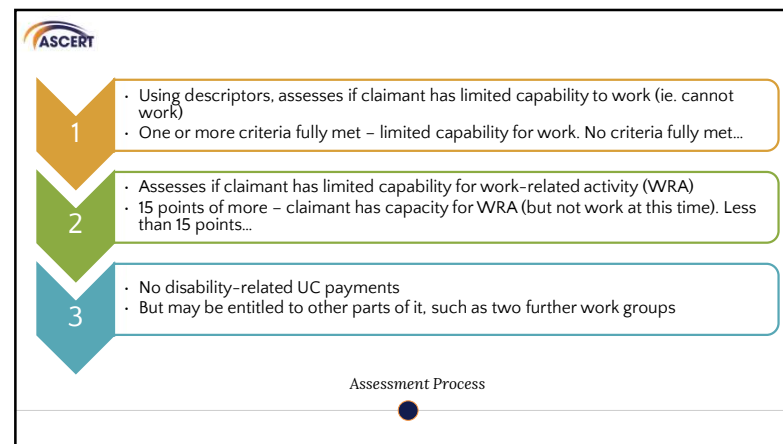 ASCERT
1
· Using descriptors, assesses if claimant has limited capability to work (ie. cannot
work)
· One or more criteria fully met – limited capability for work. No criteria fully met…
2
· Assesses if claimant has limited capability for work-related activity (WRA)
· 15 points of more – claimant has capacity for WRA (but not work at this time). Less
than 15 points…
3
· No disability-related UC payments
· But may be entitled to other parts of it, such as two further work groups
Assessment Process